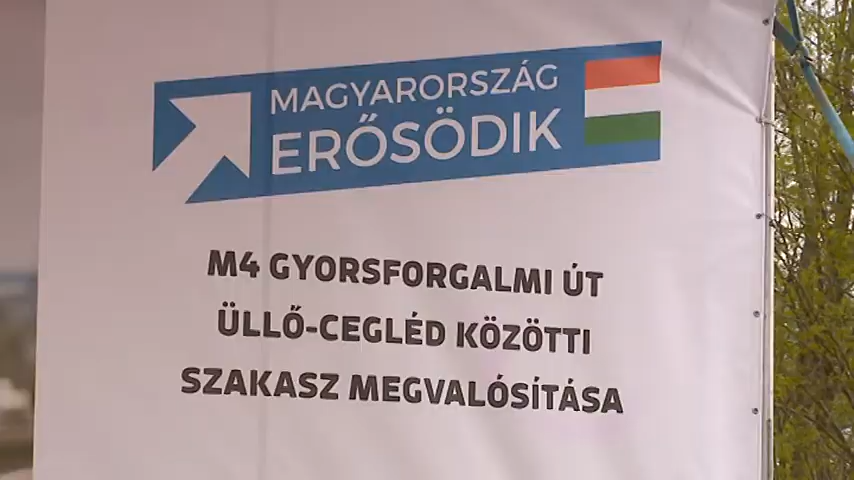 MAGYARORSZÁG
ERŐSÖDIK
M4 GYORSFORGALMI ÚT
ÜLLŐ-CEGLÉD KÖZÖTTI
SZAKASZ MEGVALÓSÍTÁSA